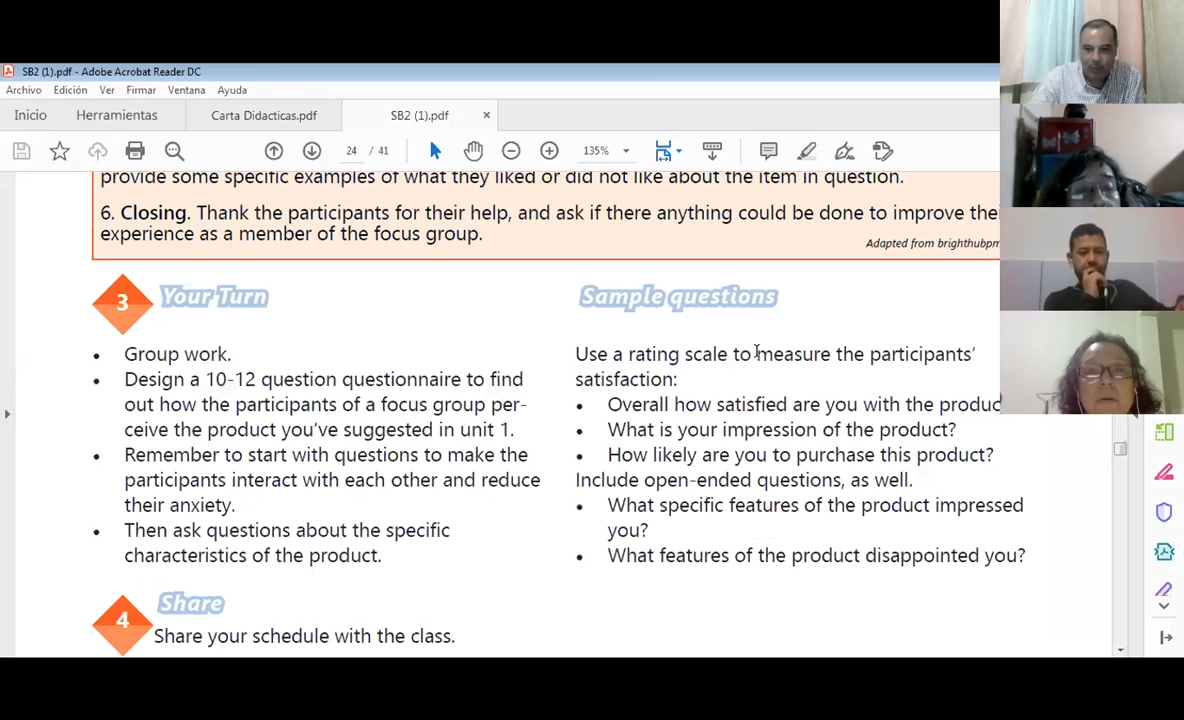 SB2 (1).pdf - Adobe Acrobat Reader DC
Archivo Edición Ver Firmar Ventana Ayuda
Inicio Herramientas Carta Didacticas.pdf SB2 (1).pdf ×
24 / 41 135%
provide some specific examples of what they liked or did not like about the item in question.
6. Closing. Thank the participants for their help, and ask if there anything could be done to improve thei
experience as a member of the focus group.
Adapted from brighthubpm
3 Your Turn
Group work.
• Design a 10-12 question questionnaire to find
out how the participants of a focus group per-
ceive the product you've suggested in unit 1.
• Remember to start with questions to make the
participants interact with each other and reduce
their anxiety.
• Then ask questions about the specific
characteristics of the product.
Sample questions
Use a rating scale to measure the participants'
satisfaction:
• Overall how satisfied are you with the produc
• What is your impression of the product?
• How likely are you to purchase this product?
Include open-ended questions, as well.
• What specific features of the product impressed
you?
• What features of the product disappointed you?
4 Share
Share your schedule with the class.